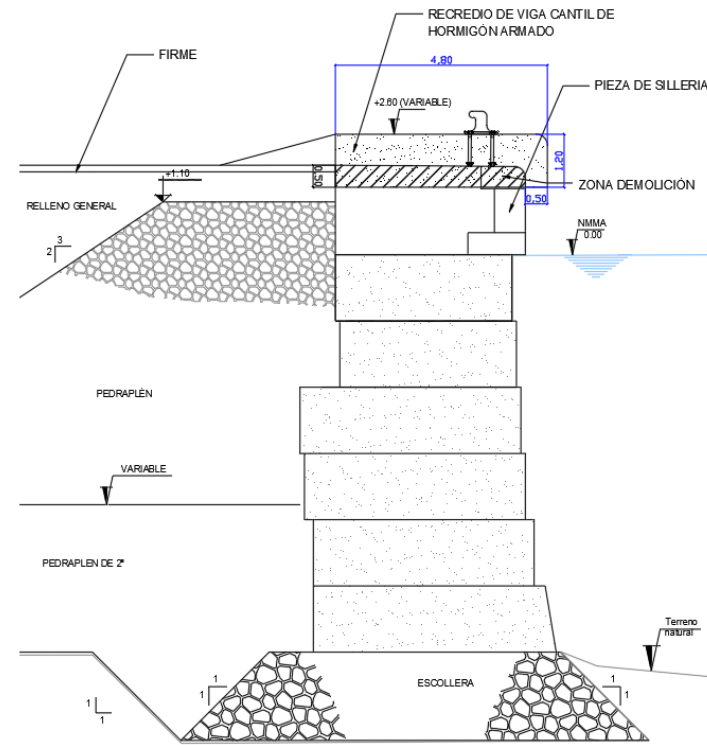 RECREDIO DE VIGA CANTIL DE
HORMIGÓN ARMADO
FIRME
4,80
PIEZA DE SILLERIA
+2.60 (VARIABLE)
1,20
0,50
+1.10
ZONA DEMOLICIÓN
0,50
RELLENO GENERAL
NMMA
0.00
3
2
PEDRAPLÉN
VARIABLE
PEDRAPLEN DE 2ª
Terreno
natural
ESCOLLERA
1
1
1
1
1
1